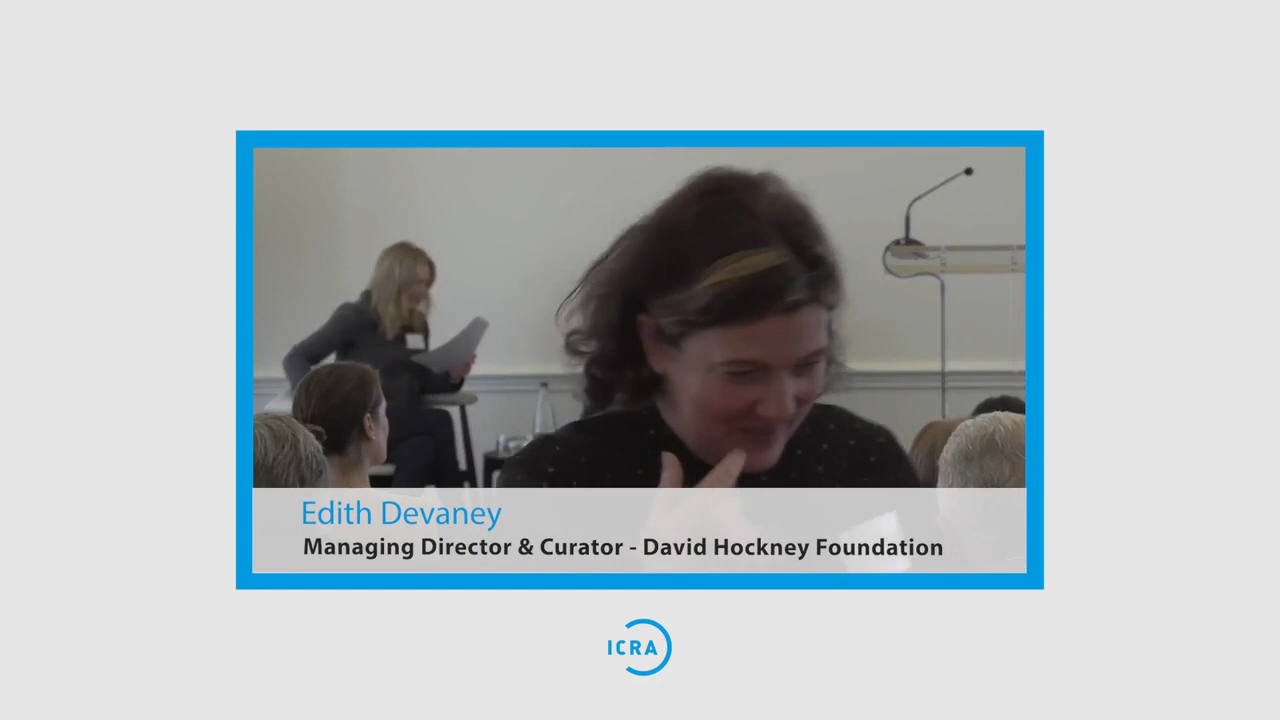 Edith Devaney
Managing Director & Curator - David Hockney Foundation
ICRA